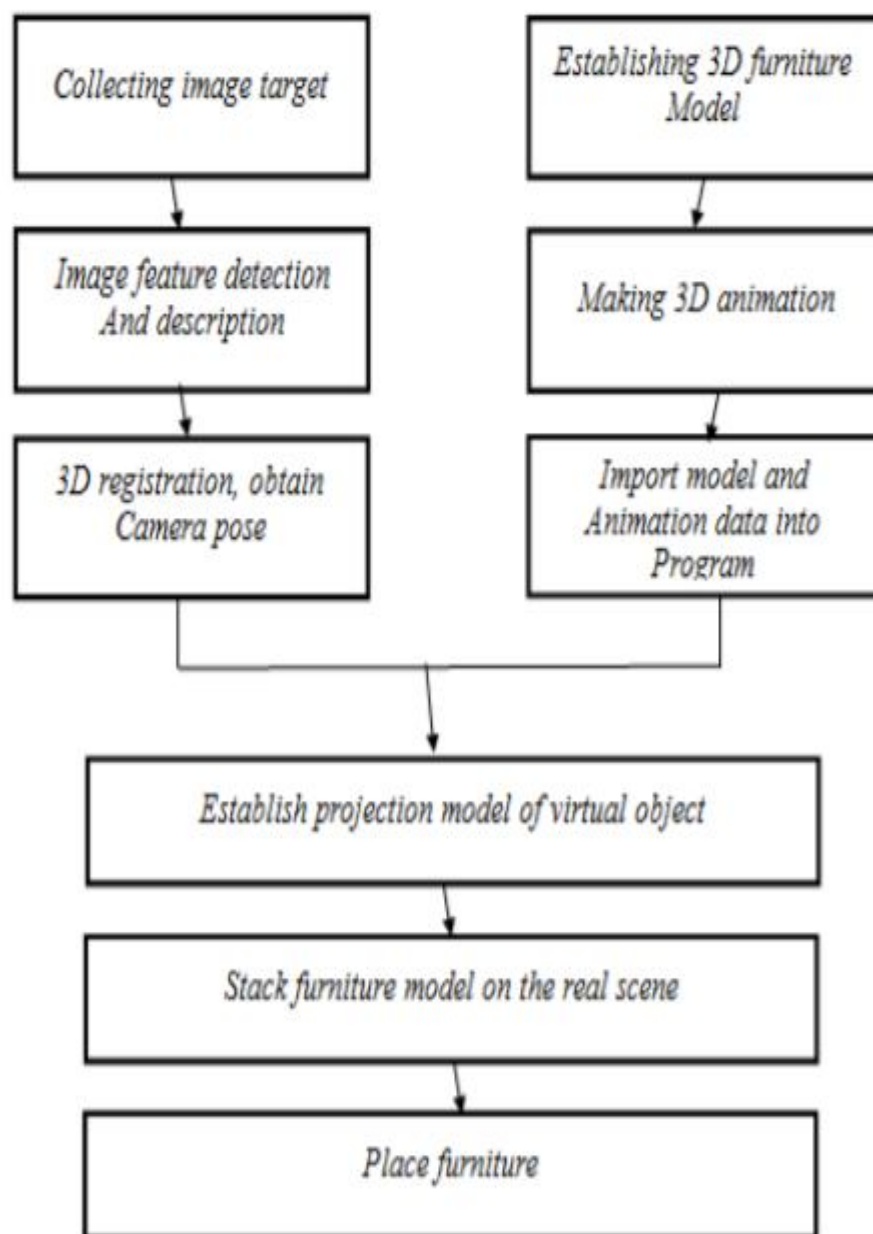 Collecting image target
Establishing 3D furniture
Model
Image feature detection
And description
Making 3D animation
3D registration, obtain
Camera pose
Import model and
Animation data into
Program
Establish projection model of virtual object
Stack furniture model on the real scene
Place furniture